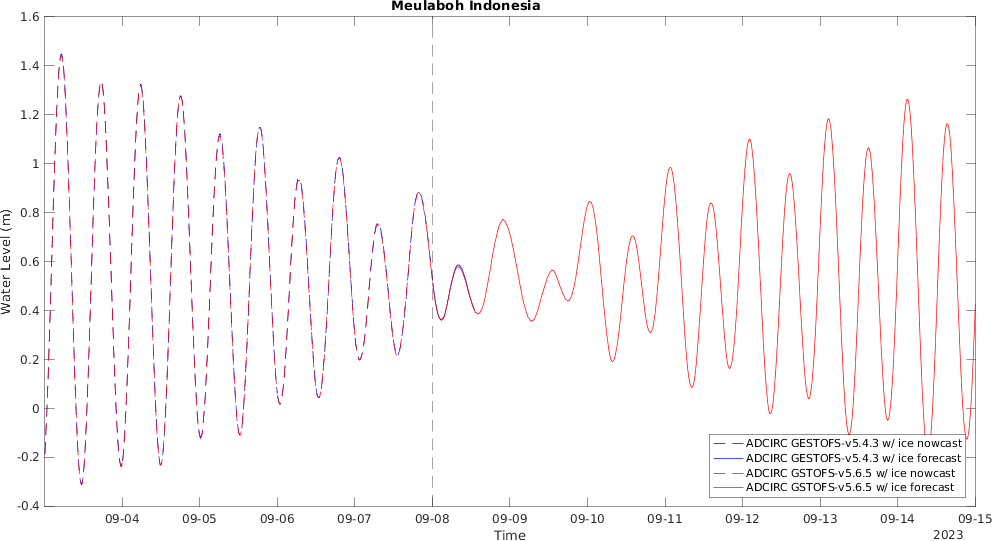 Meulaboh Indonesia
1.6
1.4
1.2
1
0.8
0.6
0.4
0.2
0
-0.2
-0.4
Water Level (m)
ADCIRC GESTOFS-v5.4.3 w/ ice nowcast
ADCIRC GESTOFS-v5.4.3 w/ ice forecast
ADCIRC GSTOFS-v5.6.5 w/ ice nowcast
ADCIRC GSTOFS-v5.6.5 w/ ice forecast
09-04 09-05 09-06 09-07 09-08 09-09 09-10 09-11 09-12 09-13 09-14 09-15
Time
2023